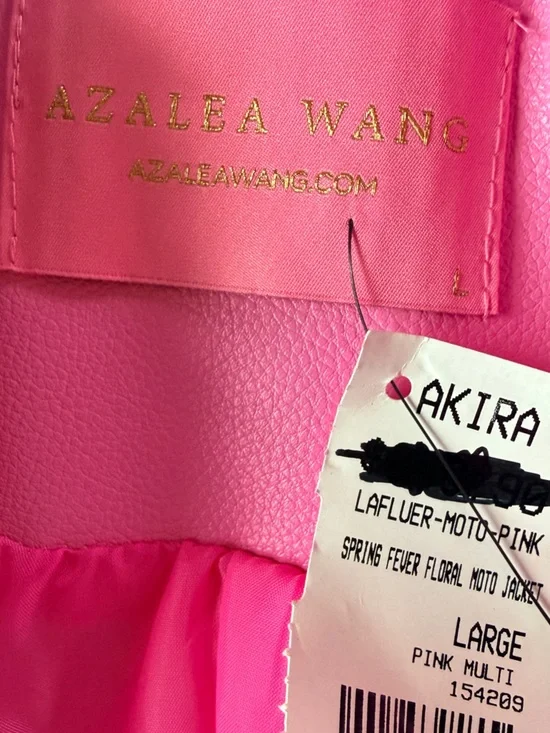 AZALEA WANG
AZALEAWANG.COM
L
AKIRA
LAFLUER-MOTO-PINK
SPRING FEVER FLORAL MOTO JACKET
LARGE
PINK MULTI
154209